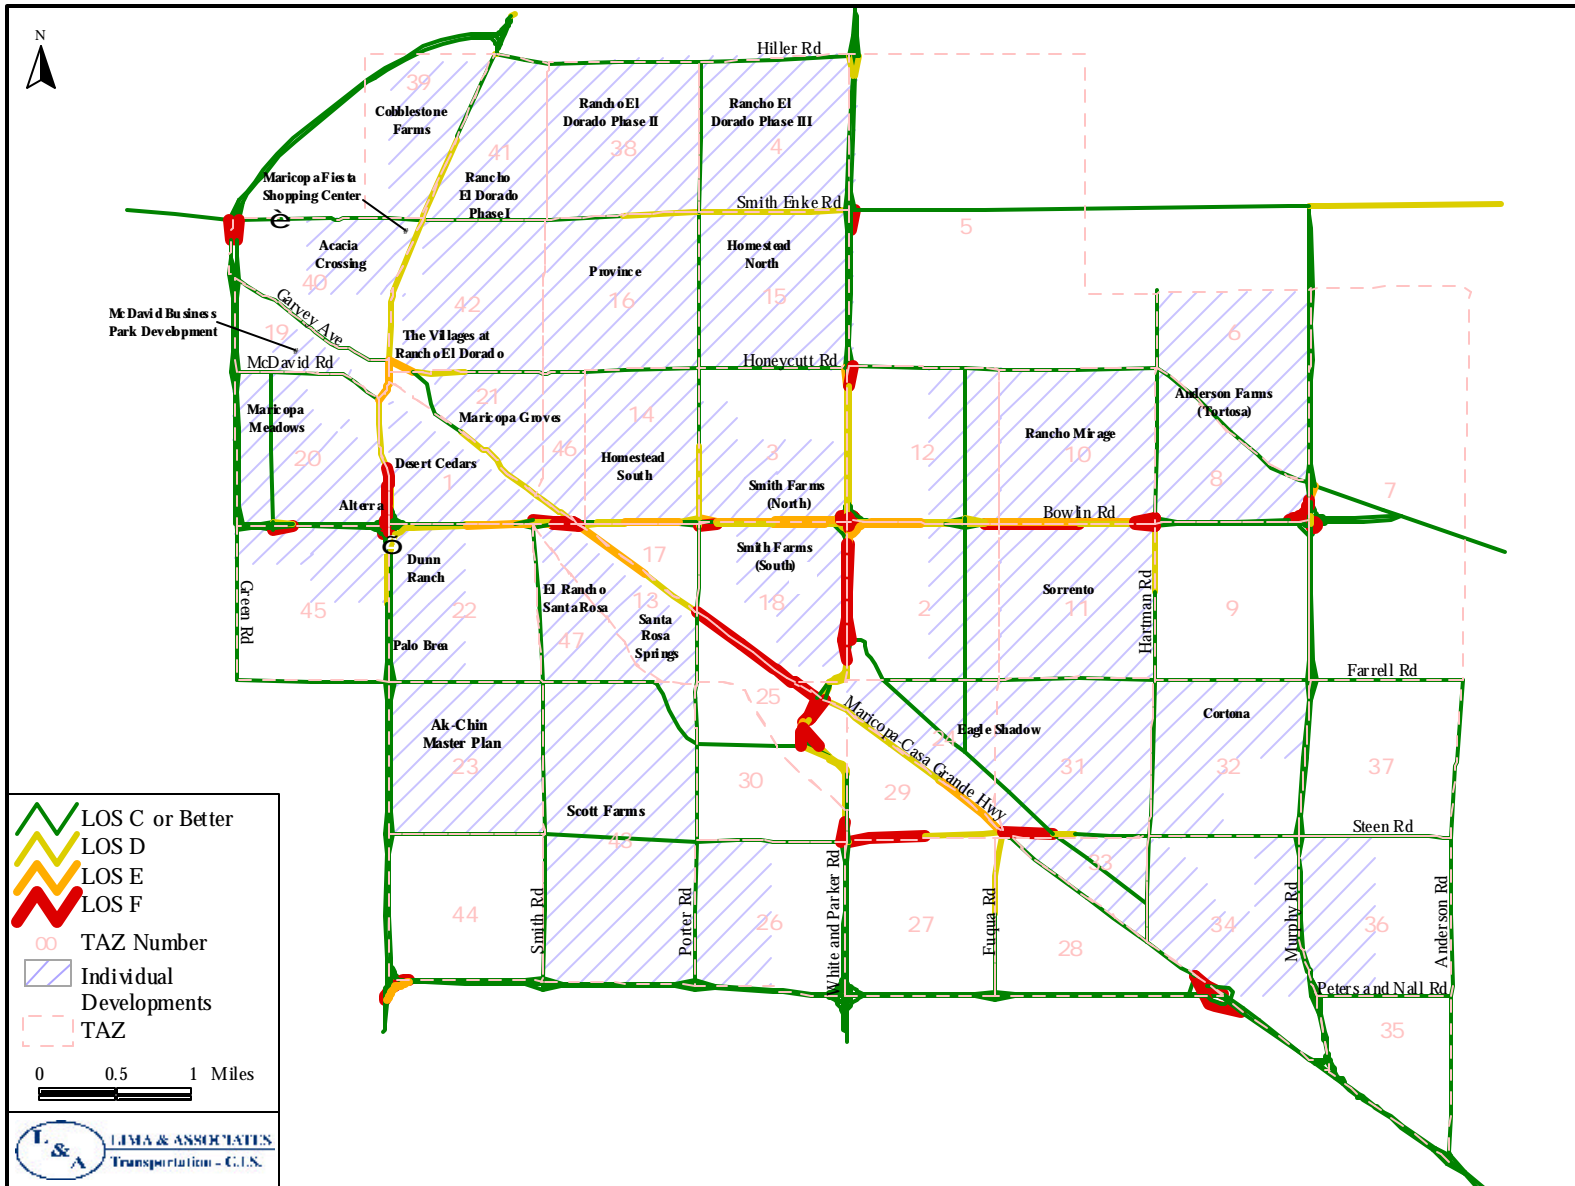 N
Hiller Rd
39
Cobblestone
Farms
Rancho El
Dorado Phase II
Rancho El
Dorado Phase III
41
38
4
Maricopa Fiesta
Shopping Center
Rancho
El Dorado
Phase I
Smith Enke Rd
5
Acacia
Crossing
Homestead
North
Province
40
42
16
15
Garvey Ave
McDavid Business
Park Development
19
The Villages at
Rancho El Dorado
6
McDavid Rd
Honeycutt Rd
21
Maricopa
Meadows
Maricopa Groves
14
Anderson Farms
(Tortosa)
Rancho Mirage
20
Desert Cedars
1
46
Homestead
South
3
12
10
8
7
Smith Farms
(North)
Alterra
Bowlin Rd
Dunn
Ranch
17
Smith Farms
(South)
Green Rd
45
22
El Rancho
Santa Rosa
13
18
2
Sorrento
11
9
Hartman Rd
Palo Brea
47
Santa
Rosa
Springs
Farrell Rd
25
Ak-Chin
Master Plan
Maricopa-Casa Grande Hwy
24
Eagle Shadow
Cortona
23
30
29
31
32
37
Scott Farms
43
Steen Rd
33
44
Smith Rd
Porter Rd
26
White and Parker Rd
27
Fuqua Rd
28
34
Murphy Rd
36
Anderson Rd
Peters and Nall Rd
35
LOS C or Better
LOS D
LOS E
LOS F
00 TAZ Number
Individual
Developments
TAZ
0 0.5 1 Miles
L & A
LIMA & ASSOCIATES
Transportation - G.I.S.